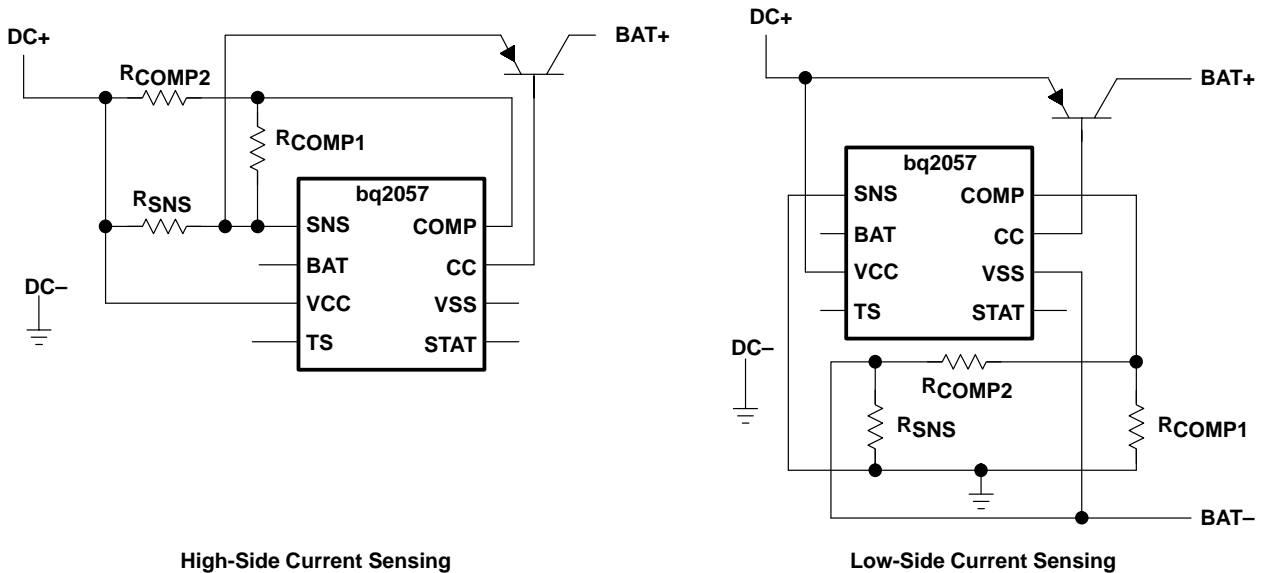 DC+
BAT+
RCOMP2
RCOMP1
RSNS
bq2057
SNS
COMP
BAT
CC
VCC
VSS
TS
STAT
DC–
High-Side Current Sensing
DC+
BAT+
bq2057
SNS
COMP
BAT
CC
VCC
VSS
TS
STAT
DC–
RCOMP2
RSNS
RCOMP1
BAT–
Low-Side Current Sensing